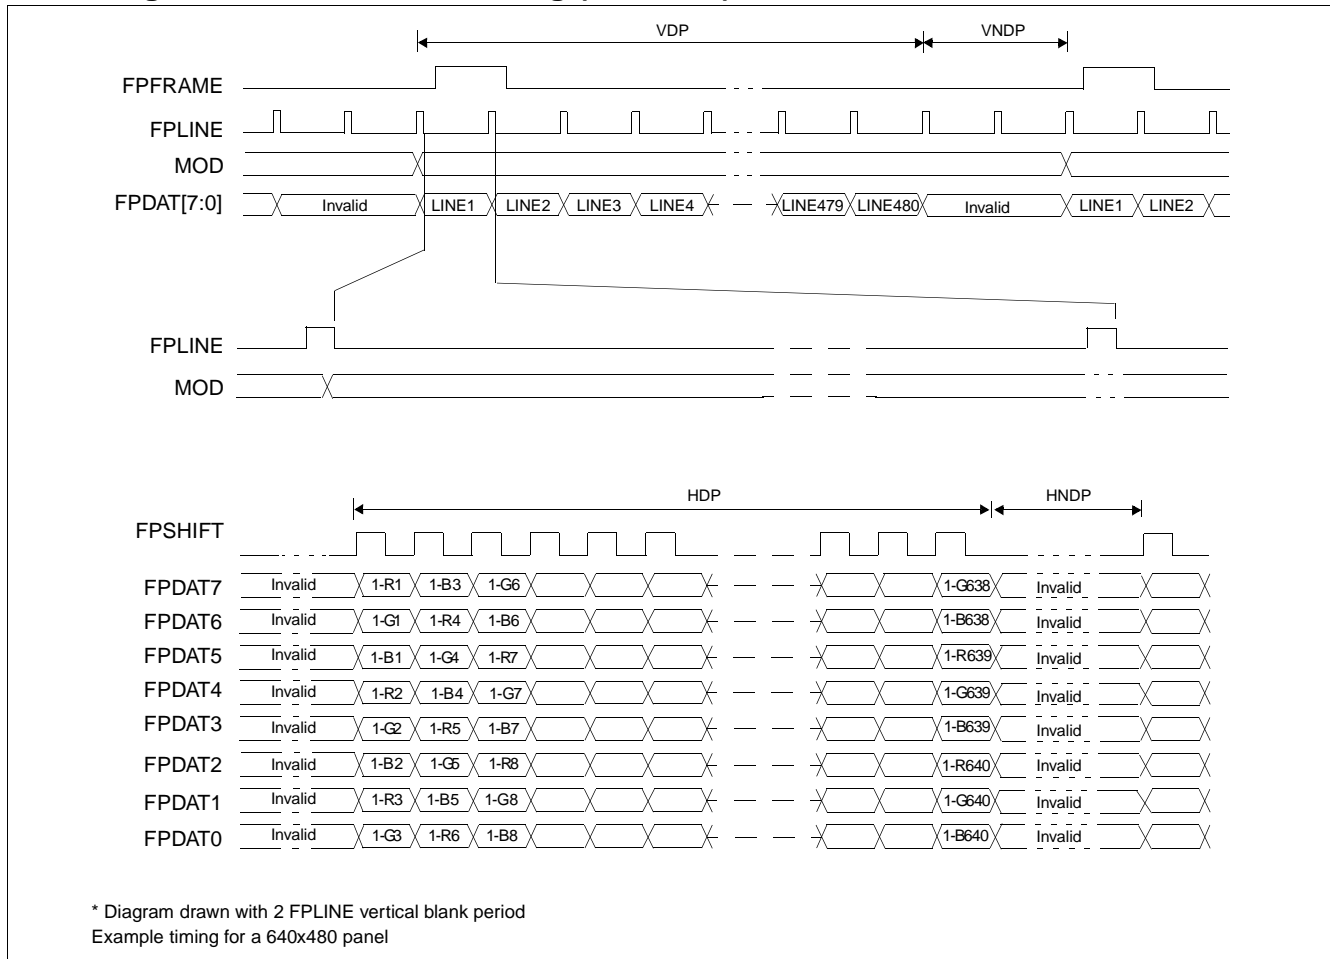 VDP VNDP
FPFRAME
FPLINE
MOD
FPDAT[7:0] Invalid LINE1 LINE2 LINE3 LINE4 LINE479 LINE480 Invalid LINE1 LINE2
FPLINE
MOD
HDP HNDP
FPSHIFT
FPDAT7 Invalid 1-R1 1-B3 1-G6 1-G638 Invalid
FPDAT6 Invalid 1-G1 1-R4 1-B6 1-B638 Invalid
FPDAT5 Invalid 1-B1 1-G4 1-R7 1-R639 Invalid
FPDAT4 Invalid 1-R2 1-B4 1-G7 1-G639 Invalid
FPDAT3 Invalid 1-G2 1-R5 1-B7 1-B639 Invalid
FPDAT2 Invalid 1-B2 1-G5 1-R8 1-R640 Invalid
FPDAT1 Invalid 1-R3 1-B5 1-G8 1-G640 Invalid
FPDAT0 Invalid 1-G3 1-R6 1-B8 1-B640 Invalid
* Diagram drawn with 2 FPLINE vertical blank period
Example timing for a 640x480 panel